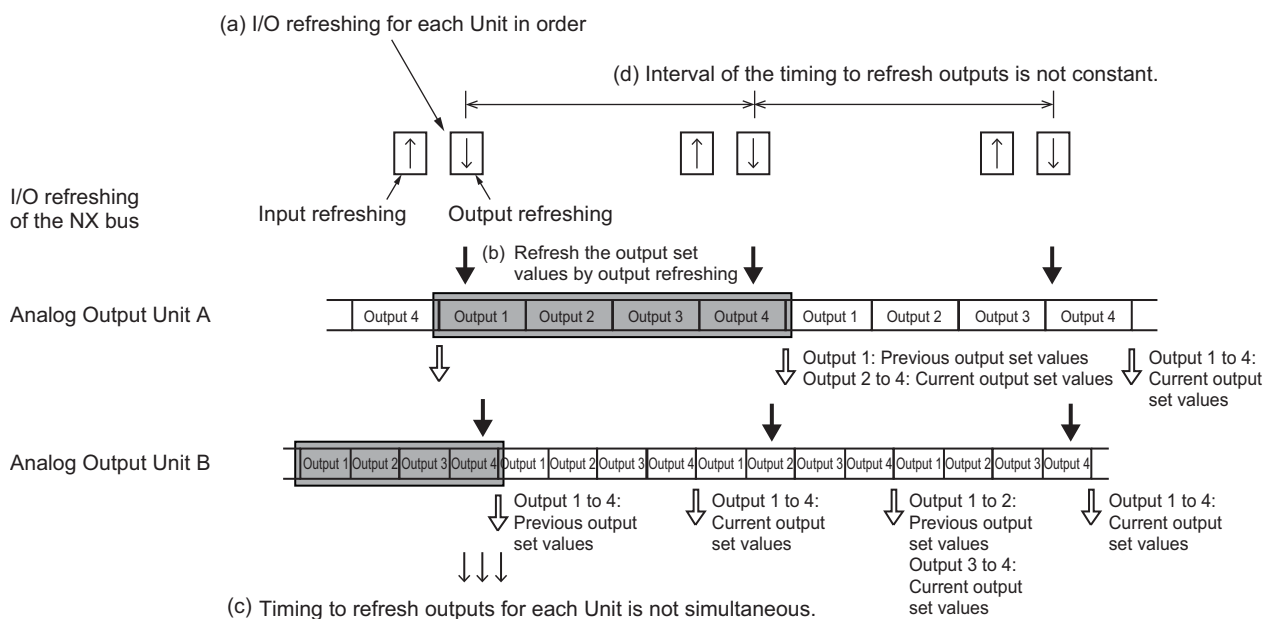 (a) I/O refreshing for each Unit in order
(d) Interval of the timing to refresh outputs is not constant.
I/O refreshing
of the NX bus
Input refreshing
Output refreshing
(b) Refresh the output set
values by output refreshing
Analog Output Unit A
Output 4
Output 1
Output 2
Output 3
Output 4
Output 1
Output 2
Output 3
Output 4
Output 1: Previous output set values
Output 2 to 4: Current output set values
Output 1 to 4:
Current output
set values
Analog Output Unit B
Output 1
Output 2
Output 3
Output 4
Output 1
Output 2
Output 3
Output 4
Output 1
Output 2
Output 3
Output 4
Output 1
Output 2
Output 3
Output 4
Output 1 to 4:
Previous output
set values
Output 1 to 4:
Current output
set values
Output 1 to 2:
Previous output
set values
Output 3 to 4:
Current output
set values
Output 1 to 4:
Current output
set values
(c) Timing to refresh outputs for each Unit is not simultaneous.